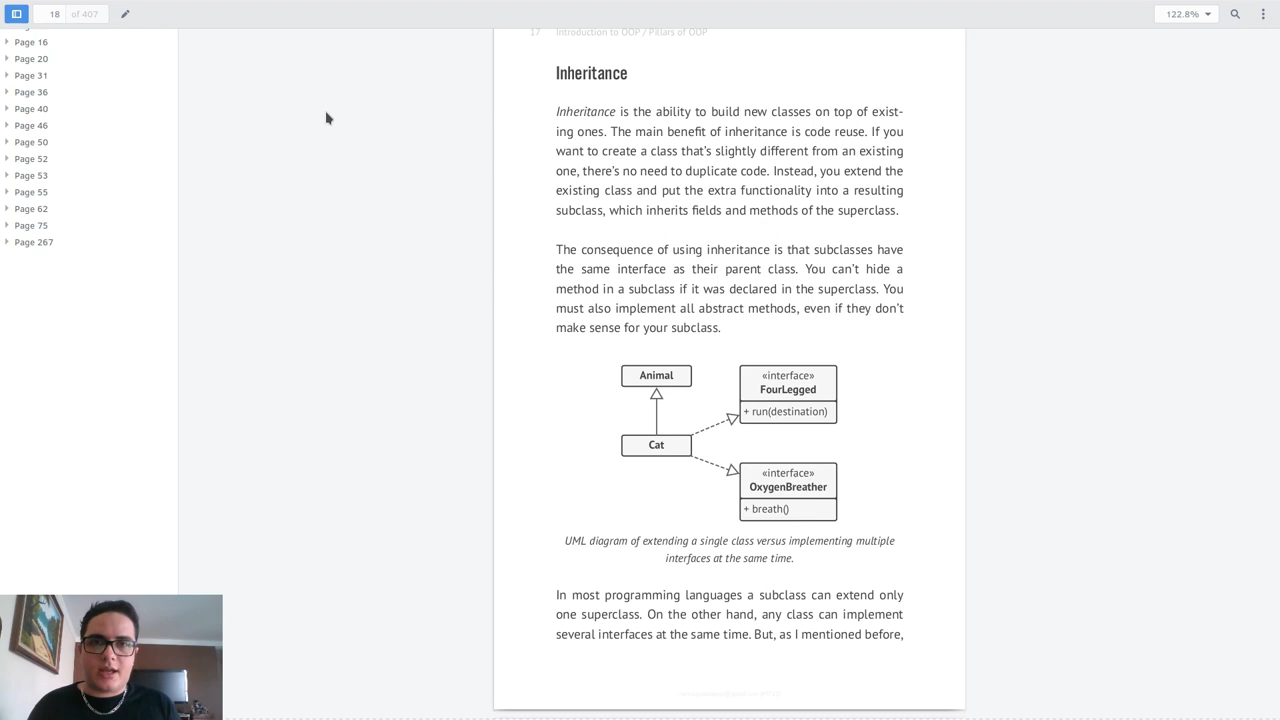 18 of 407
122.8%
Page 16
Page 20
Page 31
Page 36
Page 40
Page 46
Page 50
Page 52
Page 53
Page 55
Page 62
Page 75
Page 267
17 Introduction to OOP / Pillars of OOP
Inheritance
Inheritance is the ability to build new classes on top of exist-
ing ones. The main benefit of inheritance is code reuse. If you
want to create a class that’s slightly different from an existing
one, there’s no need to duplicate code. Instead, you extend the
existing class and put the extra functionality into a resulting
subclass, which inherits fields and methods of the superclass.
The consequence of using inheritance is that subclasses have
the same interface as their parent class. You can’t hide a
method in a subclass if it was declared in the superclass. You
must also implement all abstract methods, even if they don’t
make sense for your subclass.
Animal
Cat
«interface»
FourLegged
+ run(destination)
«interface»
OxygenBreather
+ breath()
UML diagram of extending a single class versus implementing multiple
interfaces at the same time.
In most programming languages a subclass can extend only
one superclass. On the other hand, any class can implement
several interfaces at the same time. But, as I mentioned before,